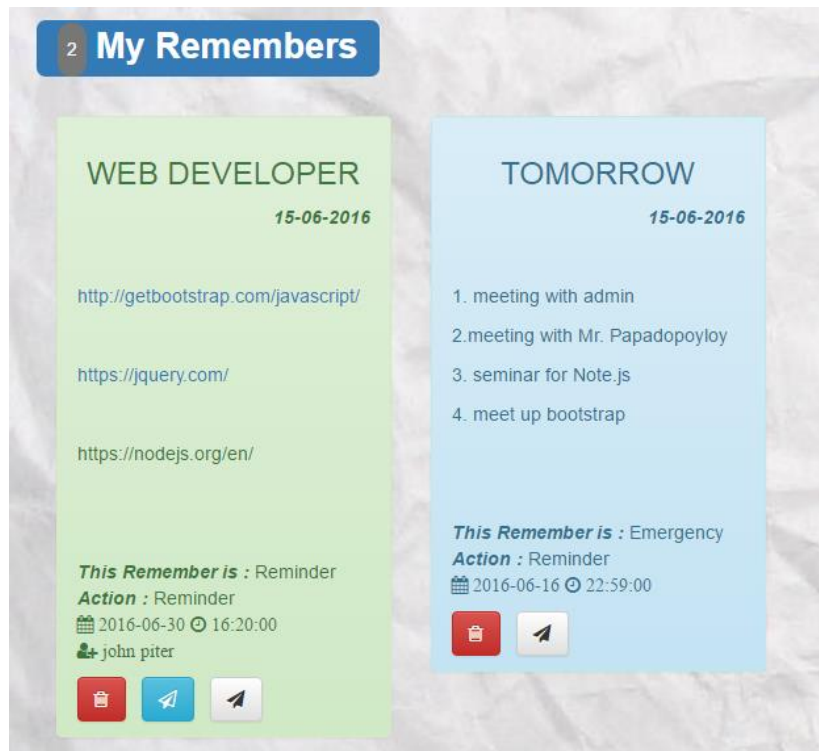 2 My Remembers
WEB DEVELOPER
15-06-2016
http://getbootstrap.com/javascript/
https://jquery.com/
https://nodejs.org/en/
This Remember is : Reminder
Action : Reminder
2016-06-30 16:20:00
john piter
TOMORROW
15-06-2016
1. meeting with admin
2.meeting with Mr. Papadopoyloy
3. seminar for Note.js
4. meet up bootstrap
This Remember is : Emergency
Action : Reminder
2016-06-16 22:59:00